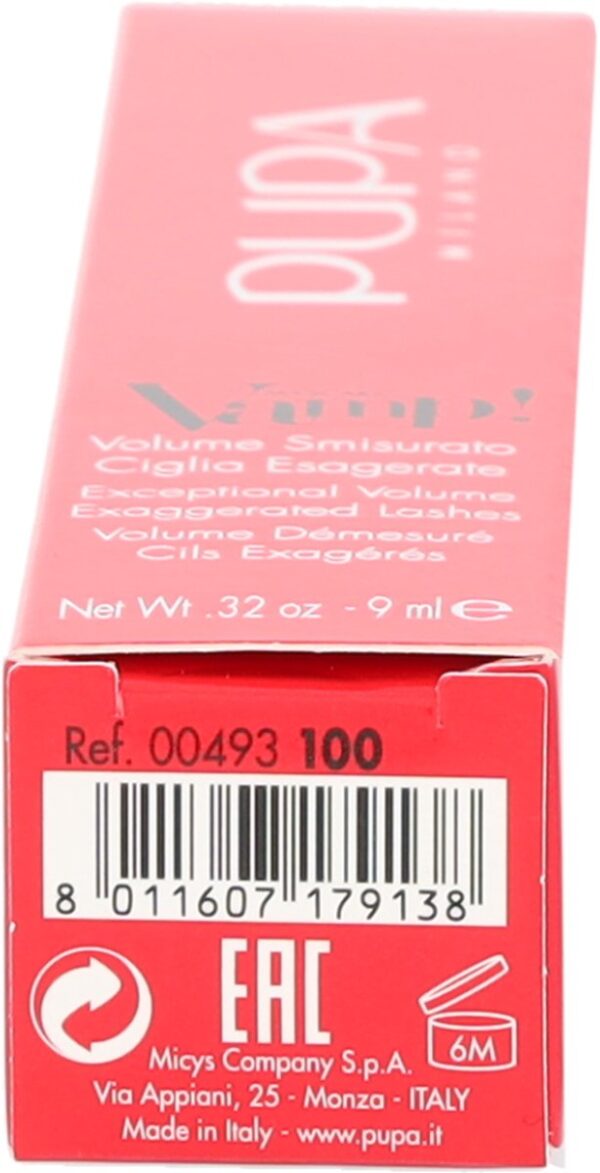 PUPA
MILANO
Vamp!
Volume Smisurato
Ciglia Esagerate
Exceptional Volume
Exaggerated Lashes
Volume Démesuré
Cils Exagérés
Net Wt .32 oz - 9 ml ℮
Ref. 00493 100
8 011607 179138
EAC
6M
Micys Company S.p.A.
Via Appiani, 25 - Monza - ITALY
Made in Italy - www.pupa.it